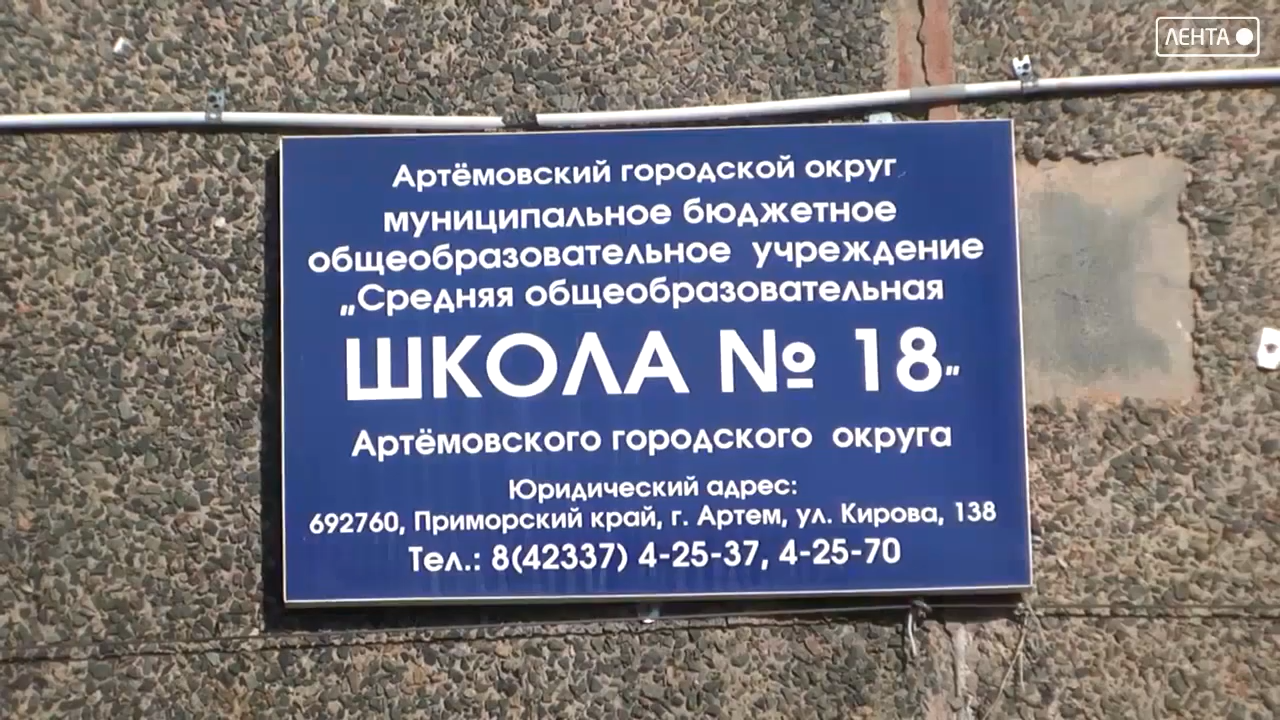 ЛЕНТА
Артёмовский городской округ
муниципальное бюджетное
общеобразовательное учреждение
„Средняя общеобразовательная
ШКОЛА № 18"
Артёмовского городского округа
Юридический адрес:
692760, Приморский край, г. Артем, ул. Кирова, 138
Тел.: 8(42337) 4-25-37, 4-25-70